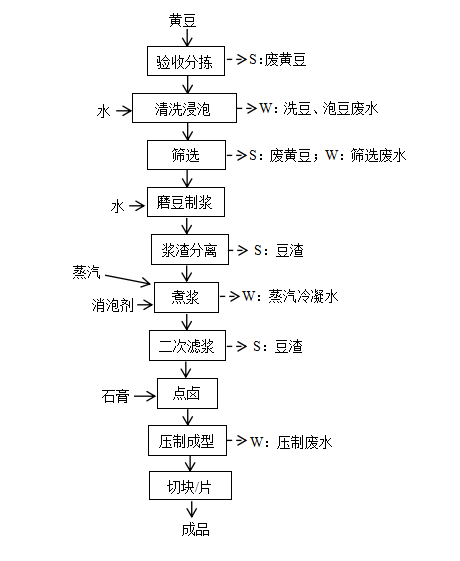 黄豆
验收分拣 S:废黄豆
水 清洗浸泡 W:洗豆、泡豆废水
筛选 S:废黄豆；W:筛选废水
水 磨豆制浆
浆渣分离 S:豆渣
蒸汽
消泡剂 煮浆 W:蒸汽冷凝水
二次滤浆 S:豆渣
石膏 点卤
压制成型 W:压制废水
切块/片
成品